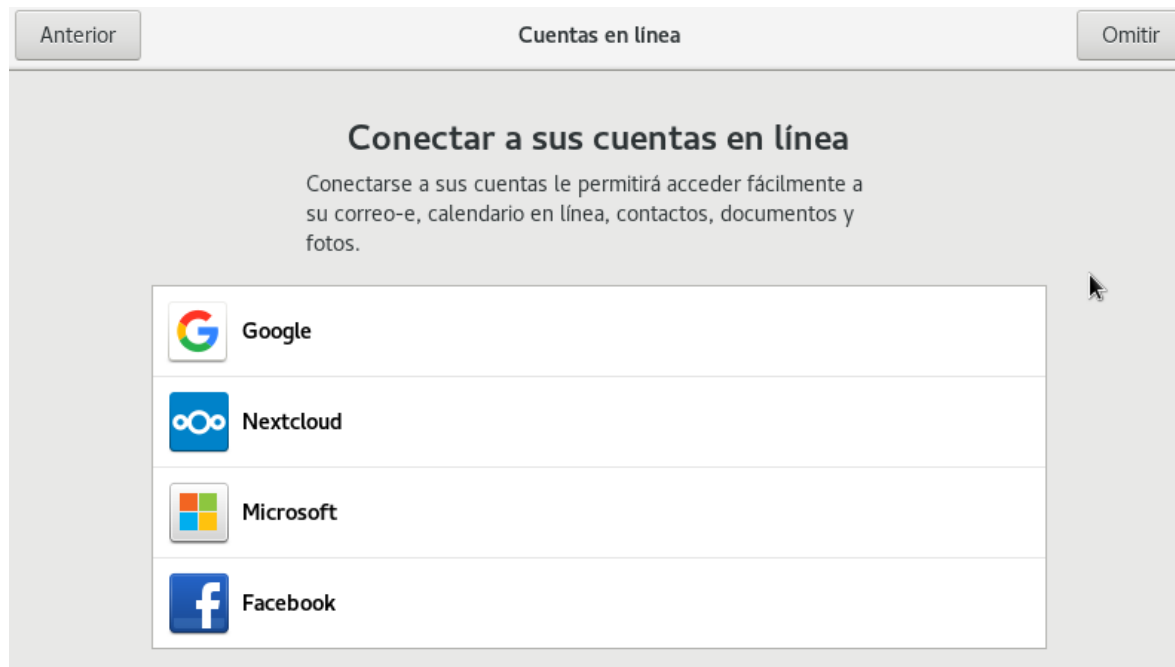 Anterior
Cuentas en línea
Omitir
Conectar a sus cuentas en línea
Conectarse a sus cuentas le permitirá acceder fácilmente a
su correo-e, calendario en línea, contactos, documentos y
fotos.
Google
Nextcloud
Microsoft
Facebook